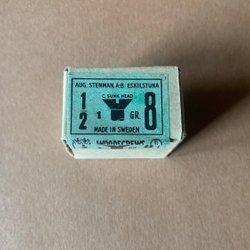 AUG. STENMAN, A.B. ESKILSTUNA
C. SUNK HEAD
1/2 1 GR. 8
MADE IN SWEDEN
WOODSCREWS